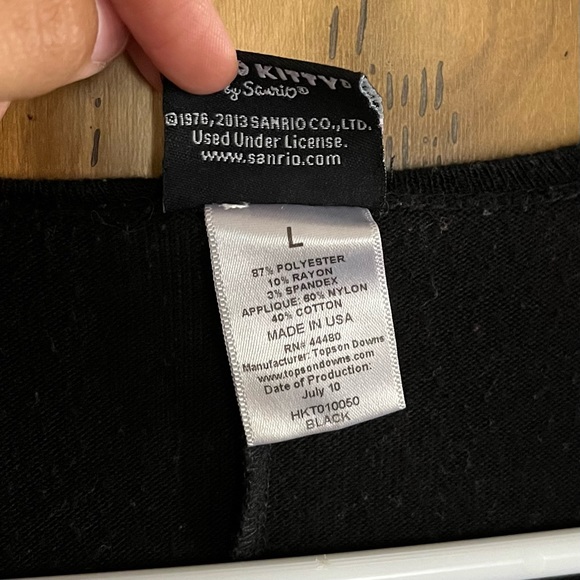 KITTY®
by Sanrio®
©1976, 2013 SANRIO CO., LTD.
Used Under License.
www.sanrio.com
L
87% POLYESTER
10% RAYON
3% SPANDEX
APPLIQUE: 60% NYLON
40% COTTON
MADE IN USA
RN# 44480
Manufacturer: Topson Downs
www.topsondowns.com
Date of Production:
July 10
HKT010050
BLACK